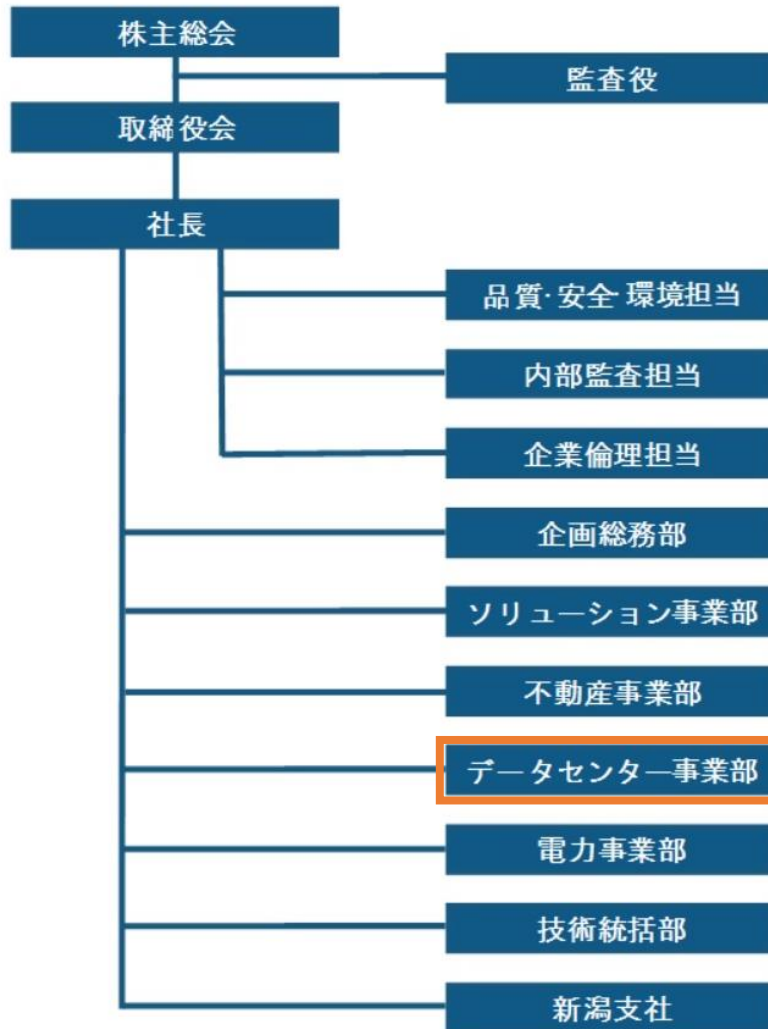 株主総会
監査役
取締役会
社長
品質･安全･環境担当
内部監査担当
企業倫理担当
企画総務部
ソリューション事業部
不動産事業部
データセンター事業部
電力事業部
技術統括部
新潟支社